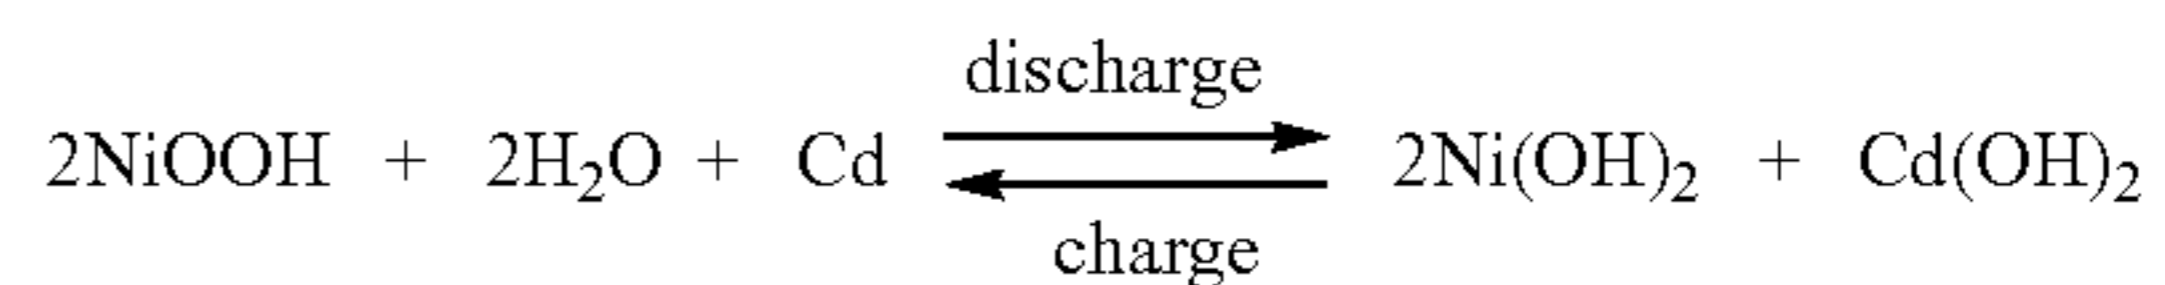 discharge
2NiOOH + 2H₂O + Cd ⇌ 2Ni(OH)₂ + Cd(OH)₂
charge